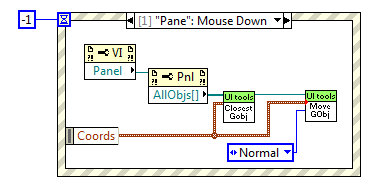 -1
[1] "Pane": Mouse Down
?! VI ?!
Panel
?! Pnl ?!
AllObjs[]
UI tools
Closest
Gobj
UI tools
Move
GObj
Coords
Normal